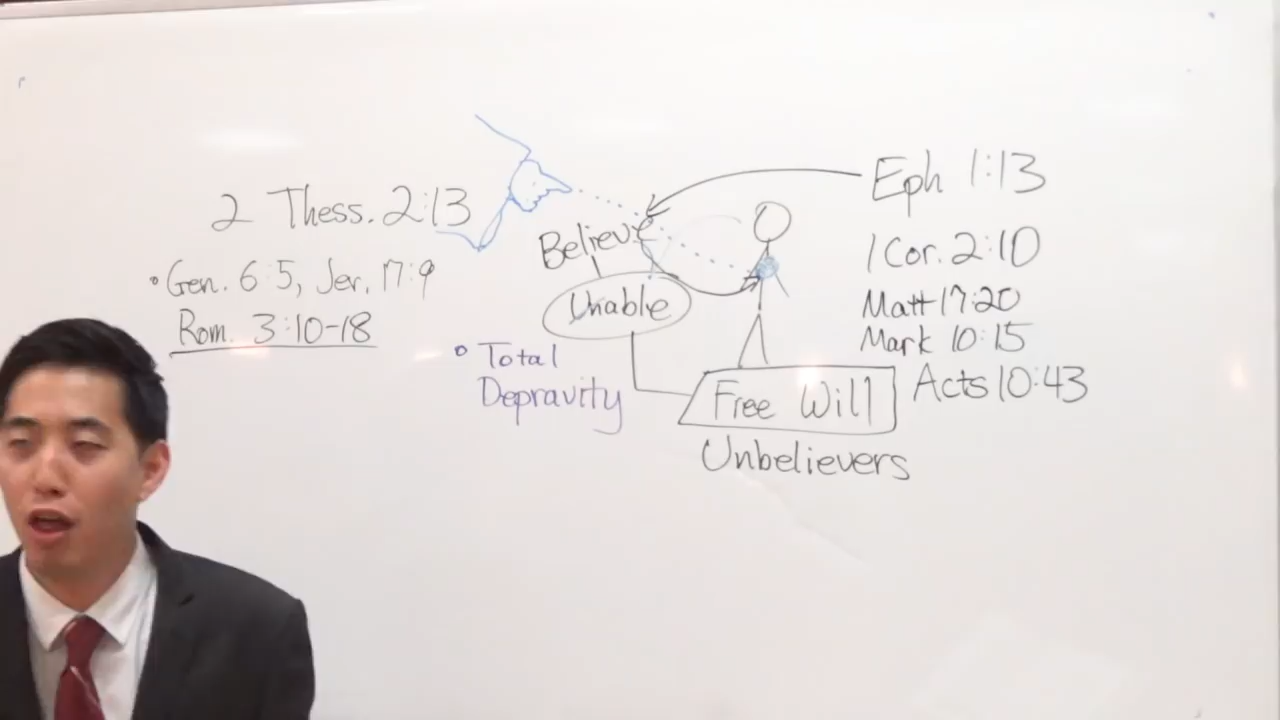 2 Thess. 2:13
• Gen. 6:5, Jer. 17:9
Rom. 3:10-18
Believe
Unable
• Total
Depravity
Free Will
Unbelievers
Eph 1:13
1 Cor. 2:10
Matt 17:20
Mark 10:15
Acts 10:43